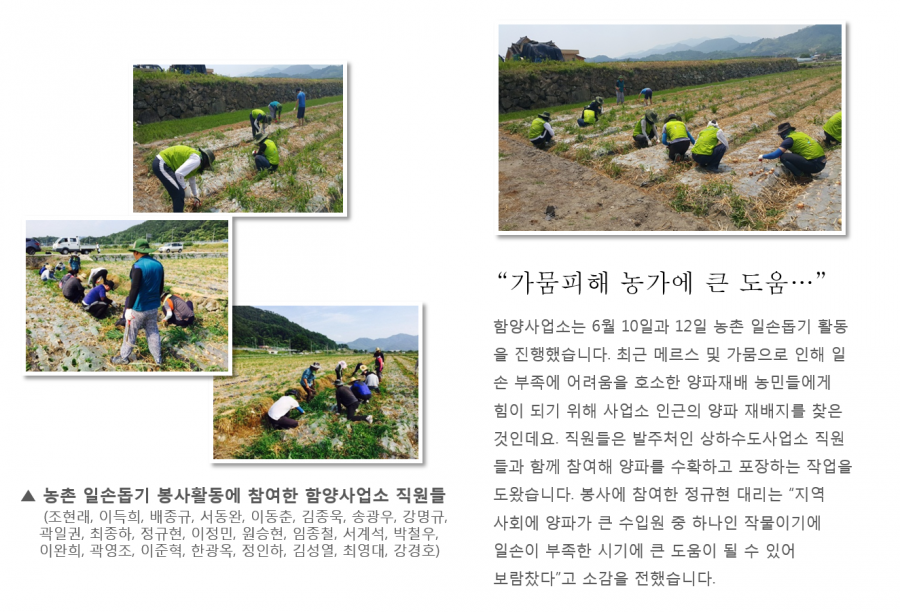 “가뭄피해 농가에 큰 도움…”
함양사업소는 6월 10일과 12일 농촌 일손돕기 활동
을 진행했습니다. 최근 메르스 및 가뭄으로 인해 일
손 부족에 어려움을 호소한 양파재배 농민들에게
힘이 되기 위해 사업소 인근의 양파 재배지를 찾은
것인데요. 직원들은 발주처인 상하수도사업소 직원
들과 함께 참여해 양파를 수확하고 포장하는 작업을
도왔습니다. 봉사에 참여한 정규현 대리는 “지역
사회에 양파가 큰 수입원 중 하나인 작물이기에
일손이 부족한 시기에 큰 도움이 될 수 있어
보람찼다”고 소감을 전했습니다.
▲ 농촌 일손돕기 봉사활동에 참여한 함양사업소 직원들
(조현래, 이득희, 배종규, 서동완, 이동춘, 김종욱, 송광우, 강명규,
곽일권, 최종하, 정규현, 이정민, 원승현, 임종철, 서계석, 박철우,
이완희, 곽영조, 이준혁, 한광옥, 정인하, 김성열, 최영대, 강경호)